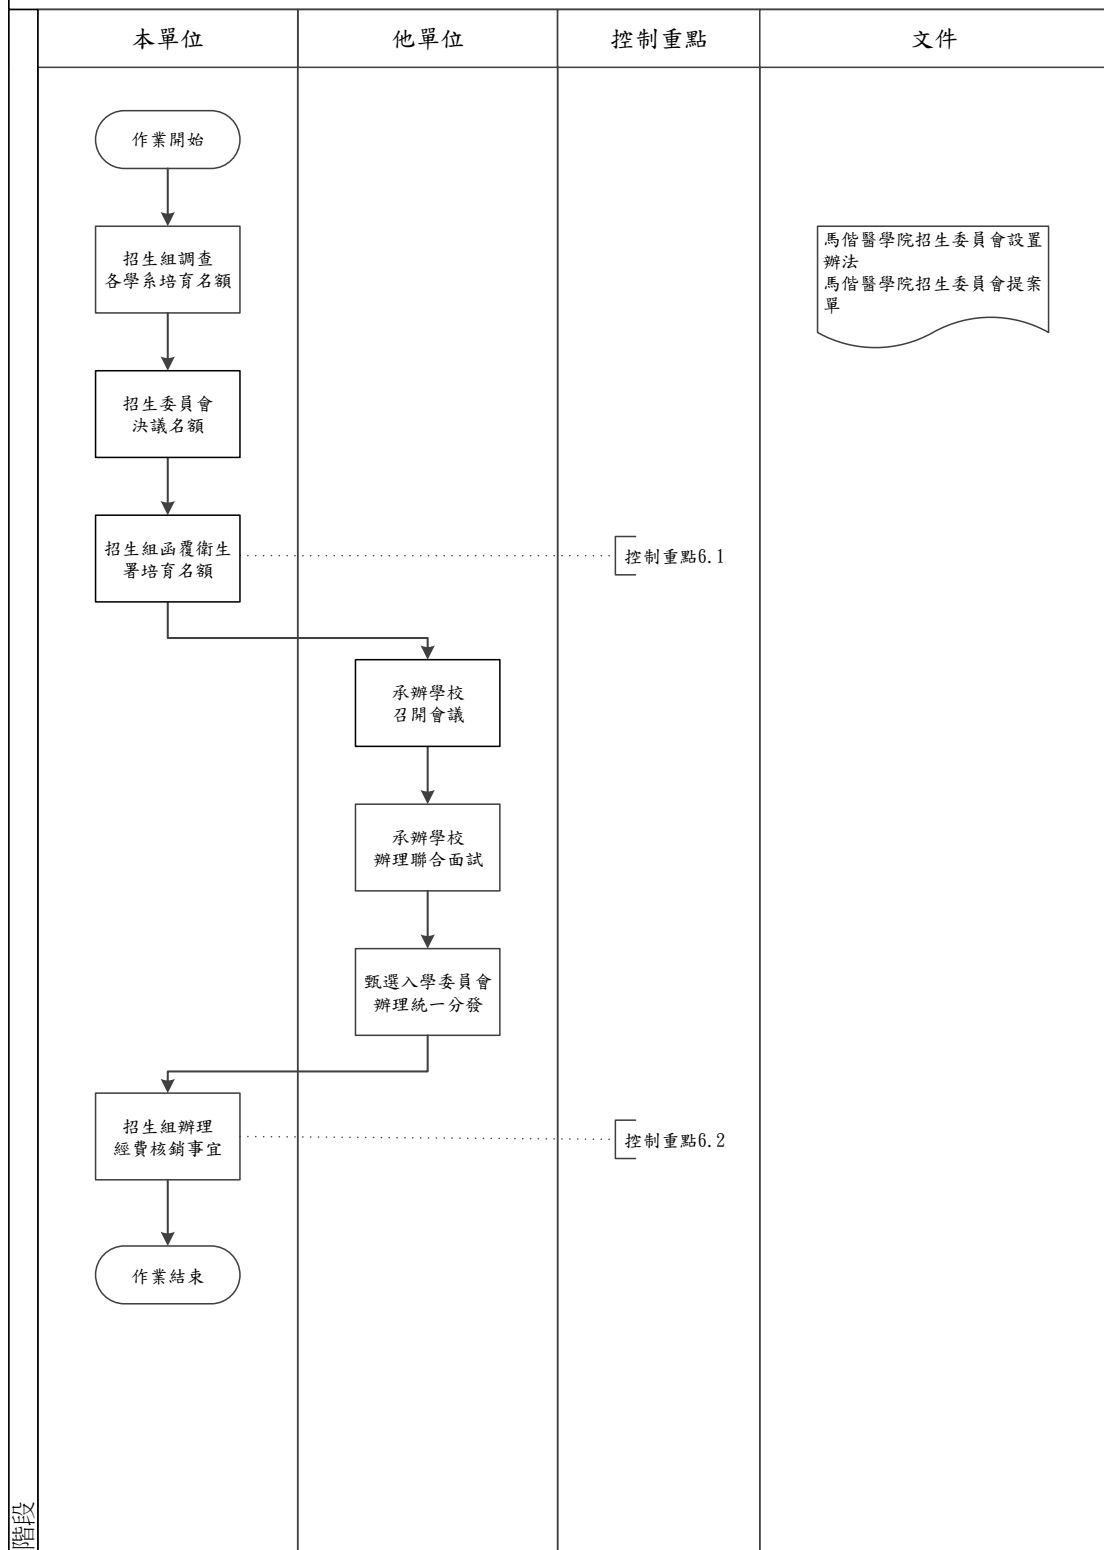 本單位
他單位
控制重點
文件
作業開始
招生組調查
各學系培育名額
馬偕醫學院招生委員會設置
辦法
馬偕醫學院招生委員會提案
單
招生委員會
決議名額
招生組函覆衛生
署培育名額
控制重點6.1
承辦學校
召開會議
承辦學校
辦理聯合面試
甄選入學委員會
辦理統一分發
招生組辦理
經費核銷事宜
控制重點6.2
作業結束
階段